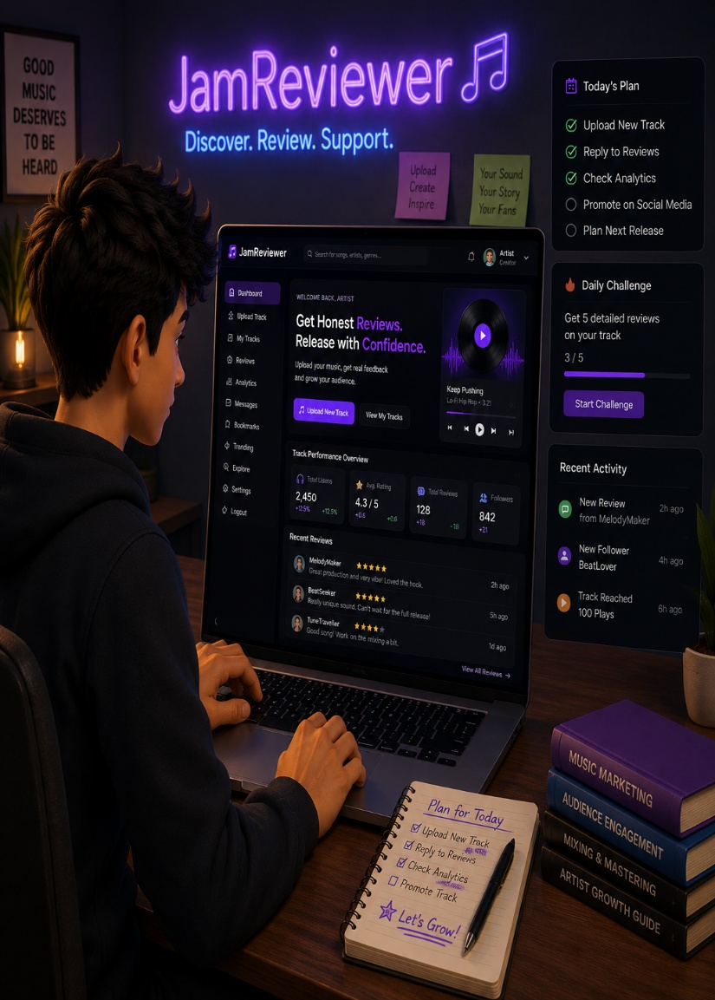 GOOD
MUSIC
DESERVES
TO BE
HEARD
JamReviewer
Discover. Review. Support.
Upload
Create
Inspire
Your Sound
Your Story
Your Fans
JamReviewer
Search for songs, artists, genres...
Artist
Creator
Dashboard
Upload Track
My Tracks
Reviews
Analytics
Messages
Bookmarks
Trending
Explore
Settings
Logout
WELCOME BACK, ARTIST
Get Honest Reviews.
Release with Confidence.
Upload your music, get real feedback
and grow your audience.
Upload New Track
View My Tracks
Keep Pushing
Lo-Fi Hip Hop • 3.21
Track Performance Overview
Total Listens
2,450
+12.5% +12.5%
Avg. Rating
4.3 / 5
+0.6 +0.6
Total Reviews
128
+18 +18
Followers
842
+21
Recent Reviews
MelodyMaker
Great production and very vibe! Loved the hook.
2h ago
BeatSeeker
Really unique sound. Can't wait for the full release!
5h ago
TuneTraveller
Good song! Work on the mixing a bit.
1d ago
View All Reviews →
Today's Plan
Upload New Track
Reply to Reviews
Check Analytics
Promote on Social Media
Plan Next Release
Daily Challenge
Get 5 detailed reviews
on your track
3 / 5
Start Challenge
Recent Activity
New Review
from MelodyMaker
2h ago
New Follower
BeatLover
4h ago
Track Reached
100 Plays
6h ago
Plan for Today
Upload New Track
Reply to Reviews
Check Analytics
Promote Track
Let's Grow!
MUSIC MARKETING
AUDIENCE ENGAGEMENT
MIXING & MASTERING
ARTIST GROWTH GUIDE